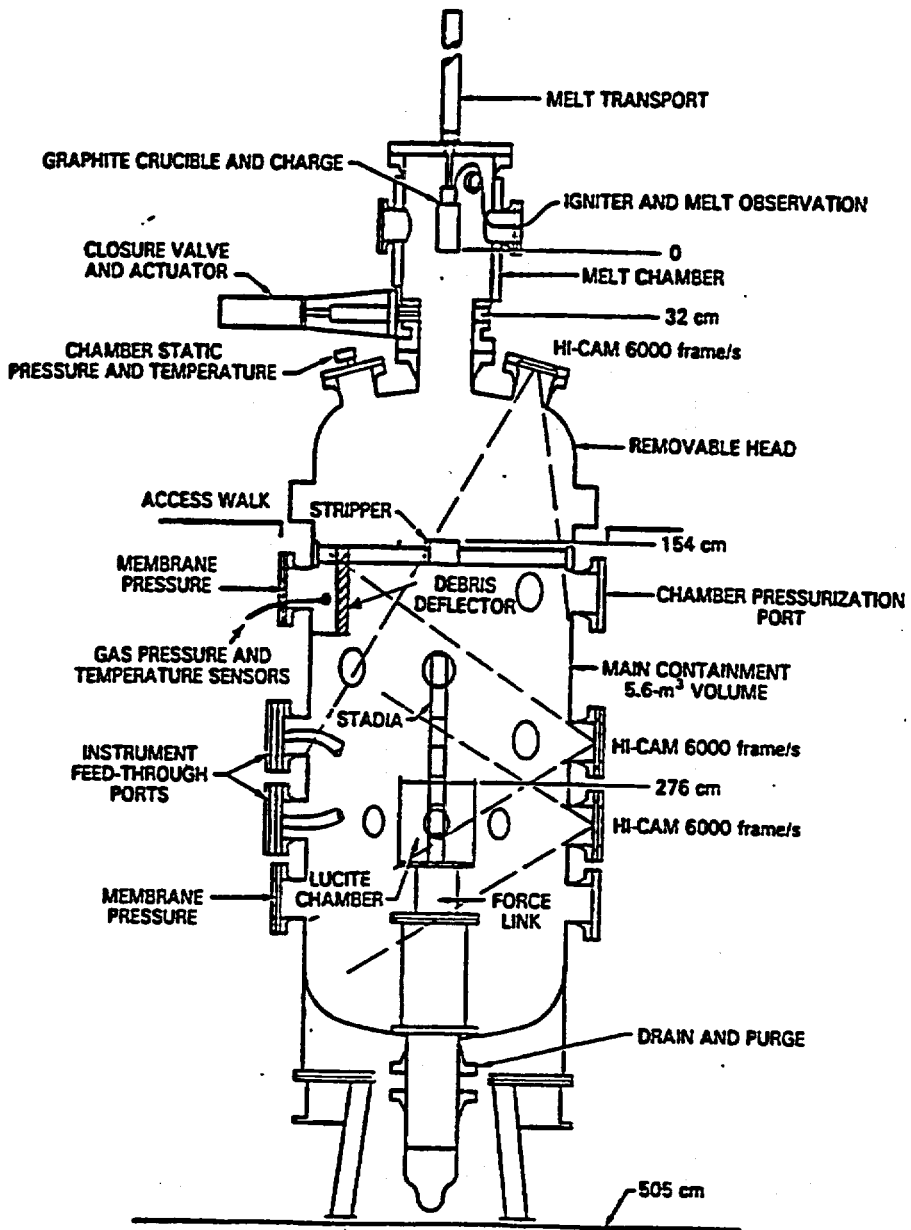 MELT TRANSPORT
GRAPHITE CRUCIBLE AND CHARGE
IGNITER AND MELT OBSERVATION
CLOSURE VALVE
AND ACTUATOR
0
MELT CHAMBER
32 cm
CHAMBER STATIC
PRESSURE AND TEMPERATURE
HI-CAM 6000 frame/s
REMOVABLE HEAD
ACCESS WALK
STRIPPER
154 cm
MEMBRANE
PRESSURE
DEBRIS
DEFLECTOR
CHAMBER PRESSURIZATION
PORT
GAS PRESSURE AND
TEMPERATURE SENSORS
MAIN CONTAINMENT
5.6-m³ VOLUME
STADIA
INSTRUMENT
FEED-THROUGH
PORTS
HI-CAM 6000 frame/s
276 cm
HI-CAM 6000 frame/s
LUCITE
CHAMBER
MEMBRANE
PRESSURE
FORCE
LINK
DRAIN AND PURGE
505 cm